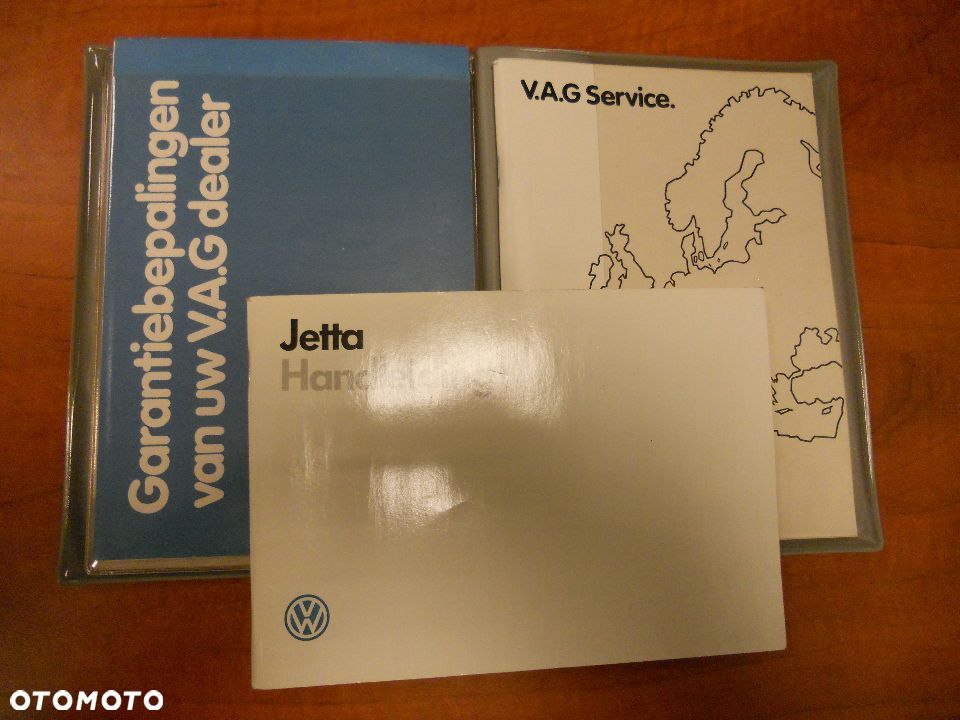 Garantiebepalingen
van uw V.A.G dealer
V.A.G Service.
Jetta
OTOMOTO